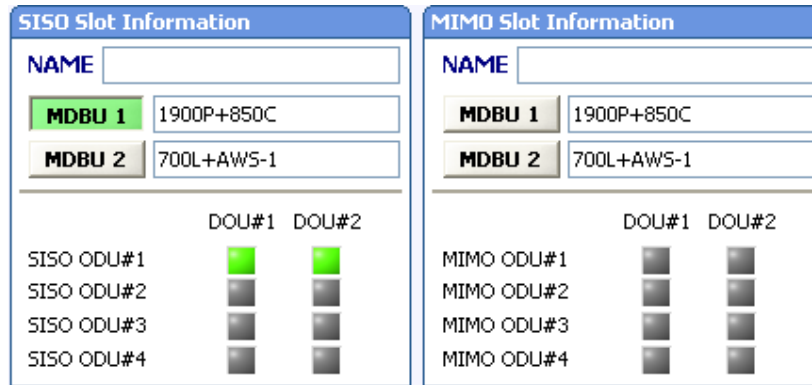 SISO Slot Information
NAME
MDBU 1 1900P+850C
MDBU 2 700L+AWS-1
DOU#1 DOU#2
SISO ODU#1
SISO ODU#2
SISO ODU#3
SISO ODU#4
MIMO Slot Information
NAME
MDBU 1 1900P+850C
MDBU 2 700L+AWS-1
DOU#1 DOU#2
MIMO ODU#1
MIMO ODU#2
MIMO ODU#3
MIMO ODU#4